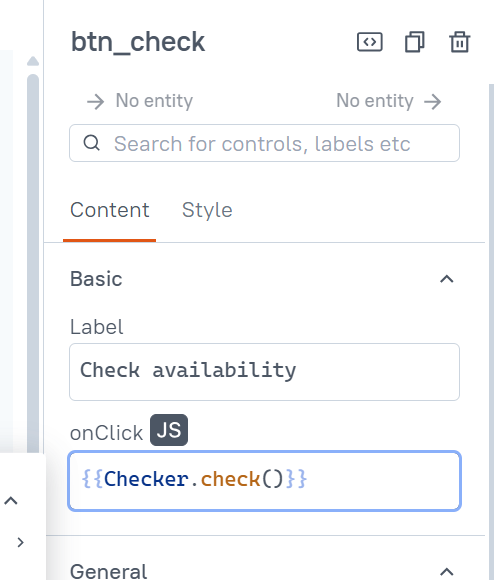 btn_check
No entity No entity
Search for controls, labels etc
Content Style
Basic
Label
Check availability
onClick JS
{{Checker.check()}}
General